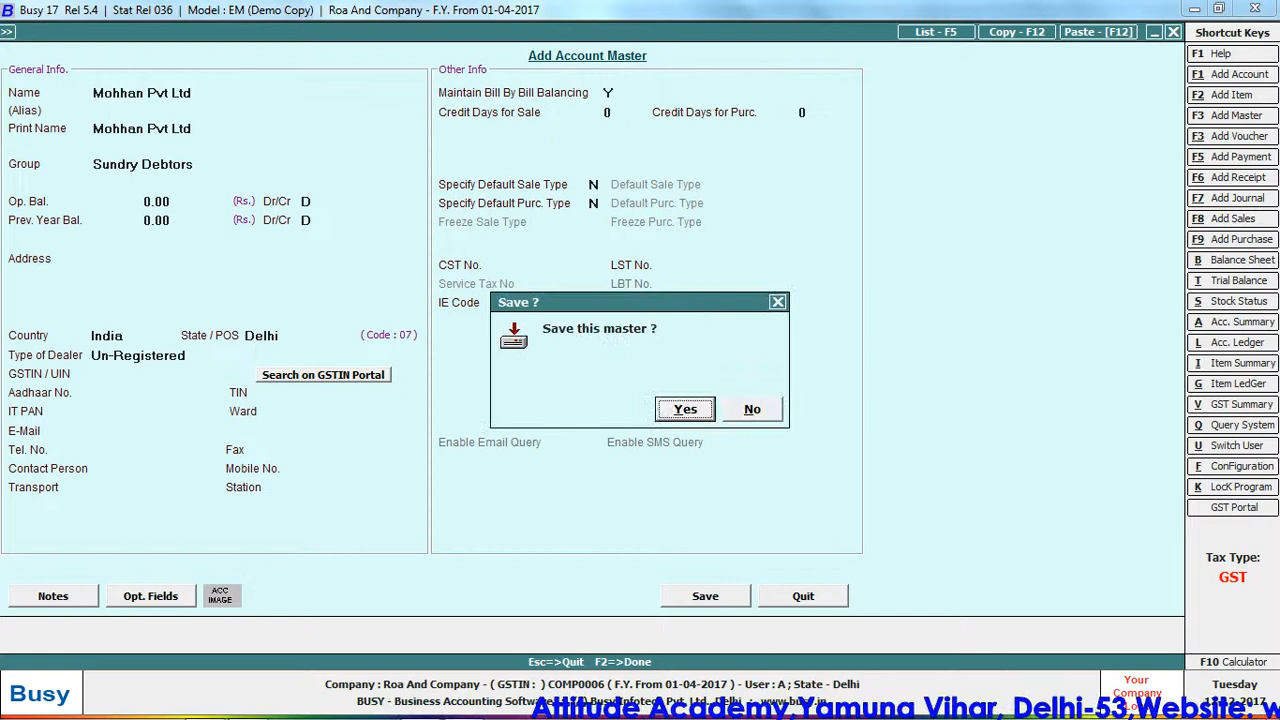 Busy 17 Rel 5.4 | Stat Rel 036 | Model : EM (Demo Copy) | Roa And Company - F.Y. From 01-04-2017
>> List - F5 Copy - F12 Paste - [F12] Shortcut Keys
Add Account Master
General Info. Other Info
Name Mohhan Pvt Ltd Maintain Bill By Bill Balancing Y
(Alias) Credit Days for Sale 0 Credit Days for Purc. 0
Print Name Mohhan Pvt Ltd
Group Sundry Debtors
Specify Default Sale Type N Default Sale Type
Op. Bal. 0.00 (Rs.) Dr/Cr D Specify Default Purc. Type N Default Purc. Type
Prev. Year Bal. 0.00 (Rs.) Dr/Cr D Freeze Sale Type Freeze Purc. Type
Address CST No. LST No.
Service Tax No LBT No.
IE Code
Save ?
Save this master ?
Yes No
Country India State / POS Delhi (Code : 07)
Type of Dealer Un-Registered
GSTIN / UIN Search on GSTIN Portal
Aadhaar No. TIN
IT PAN Ward
E-Mail Enable Email Query Enable SMS Query
Tel. No. Fax
Contact Person Mobile No.
Transport Station
Notes Opt. Fields ACC IMAGE Save Quit
F1 Help
F1 Add Account
F2 Add Item
F3 Add Master
F3 Add Voucher
F5 Add Payment
F6 Add Receipt
F7 Add Journal
F8 Add Sales
F9 Add Purchase
B Balance Sheet
T Trial Balance
S Stock Status
A Acc. Summary
L Acc. Ledger
I Item Summary
G Item LedGer
V GST Summary
Q Query System
U Switch User
F ConFiguration
K LocK Program
GST Portal
Tax Type:
GST
Esc=>Quit F2=>Done F10 Calculator
Busy Company : Roa And Company - ( GSTIN : ) COMP0006 ( F.Y. From 01-04-2017 ) - User : A ; State - Delhi Your Company Tuesday
BUSY - Business Accounting Software
Busy Infotech Pvt. Ltd., Delhi
Attitude Academy,Yamuna Vihar, Delhi-53,Website: